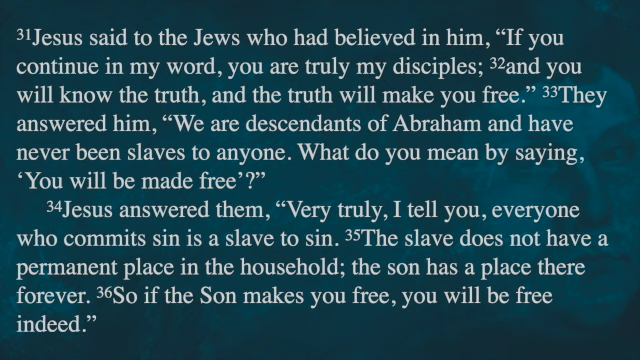 ³¹Jesus said to the Jews who had believed in him, “If you
continue in my word, you are truly my disciples; ³²and you
will know the truth, and the truth will make you free.” ³³They
answered him, “We are descendants of Abraham and have
never been slaves to anyone. What do you mean by saying,
‘You will be made free’?”
³⁴Jesus answered them, “Very truly, I tell you, everyone
who commits sin is a slave to sin. ³⁵The slave does not have a
permanent place in the household; the son has a place there
forever. ³⁶So if the Son makes you free, you will be free
indeed.”